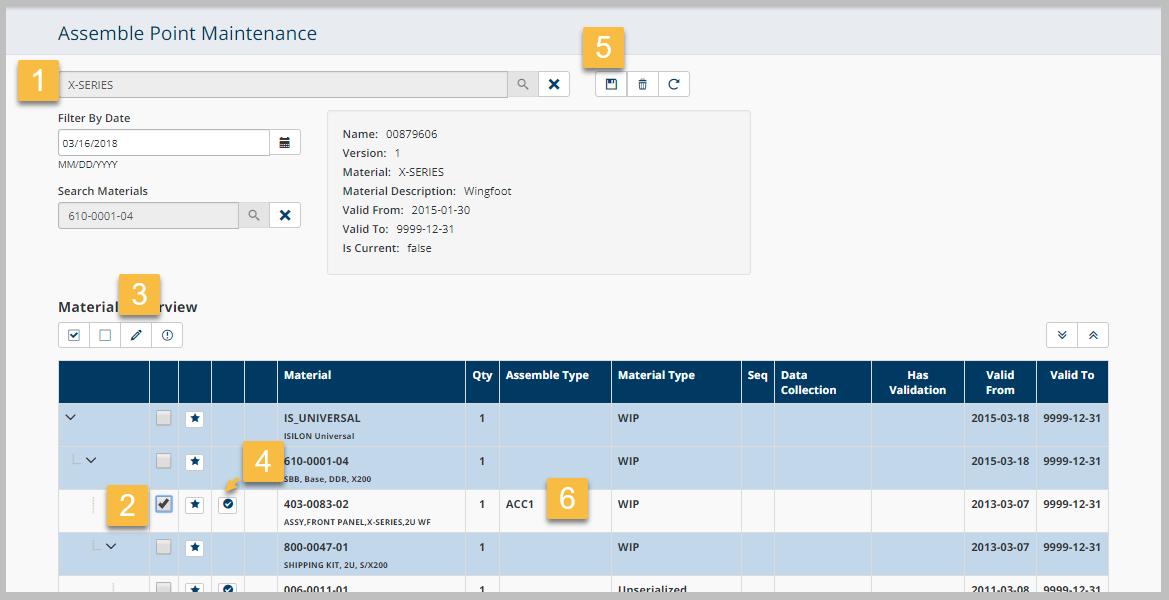 Assemble Point Maintenance
5
1
X-SERIES
Filter By Date
03/16/2018
MM/DD/YYYY
Search Materials
610-0001-04
Name: 00879606
Version: 1
Material: X-SERIES
Material Description: Wingfoot
Valid From: 2015-01-30
Valid To: 9999-12-31
Is Current: false
3
Material rview
Material Qty Assemble Type Material Type Seq Data Collection Has Validation Valid From Valid To
IS_UNIVERSAL 1 WIP 2015-03-18 9999-12-31
ISILON Universal
4
610-0001-04 1 WIP 2015-03-18 9999-12-31
SBB, Base, DDR, X200
2
403-0083-02 1 ACC1 6 WIP 2013-03-07 9999-12-31
ASSY,FRONT PANEL,X-SERIES,2U WF
800-0047-01 1 WIP 2013-03-07 9999-12-31
SHIPPING KIT, 2U, S/X200
006-0011-01 1 Unserialized 2011-03-08 9999-12-31